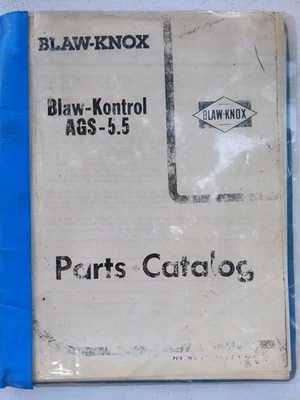 BLAW-KNOX
Blaw-Kontrol
AGS-5.5
BLAW-KNOX
Parts Catalog